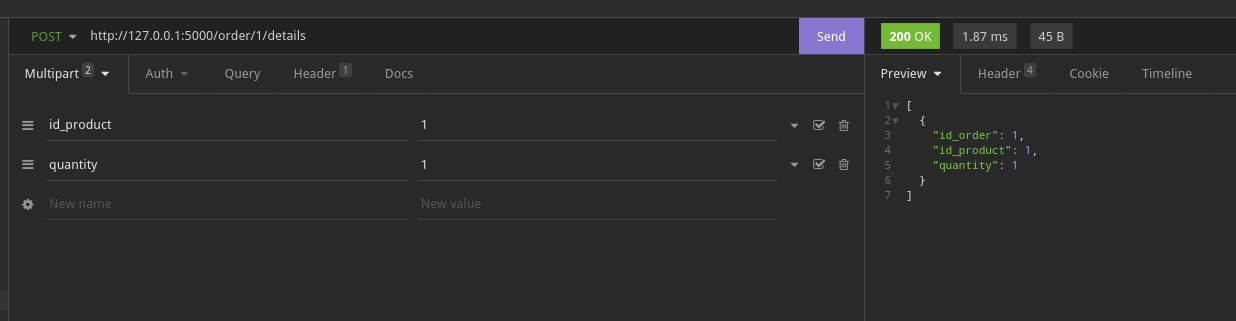 POST http://127.0.0.1:5000/order/1/details Send 200 OK 1.87 ms 45 B
Multipart 2 Auth Query Header 1 Docs Preview Header 4 Cookie Timeline
id_product 1
quantity 1
New name New value
1 [
2 {
3 "id_order": 1,
4 "id_product": 1,
5 "quantity": 1
6 }
7 ]